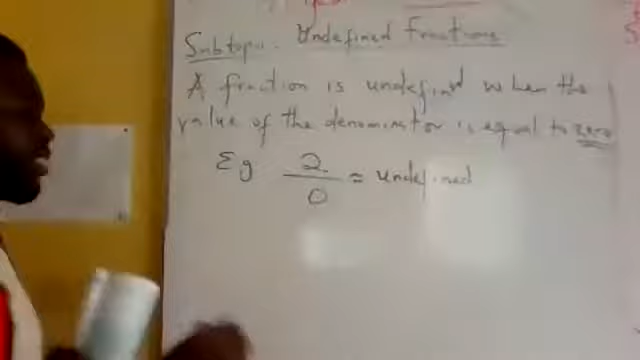 Subtopic: Undefined Fractions
A fraction is undefined when the
value of the denominator is equal to zero
Eg 2
0 = undefined